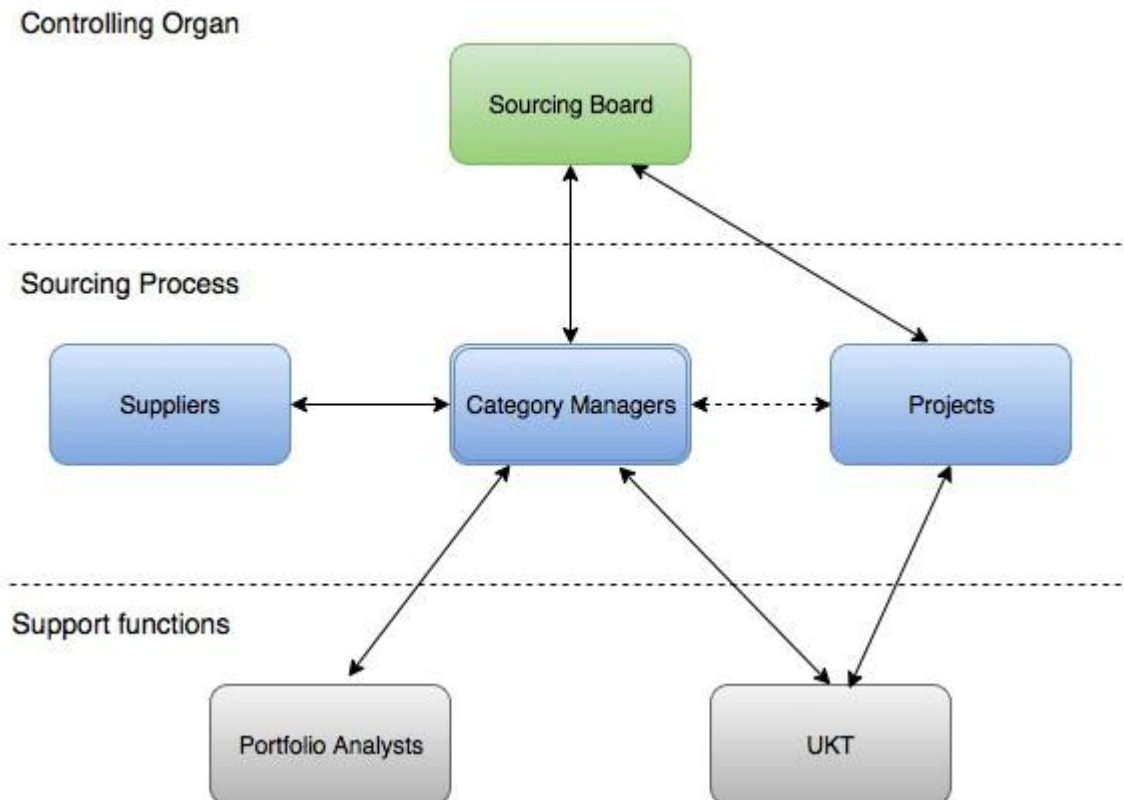 Controlling Organ
Sourcing Board
Sourcing Process
Suppliers
Category Managers
Projects
Support functions
Portfolio Analysts
UKT